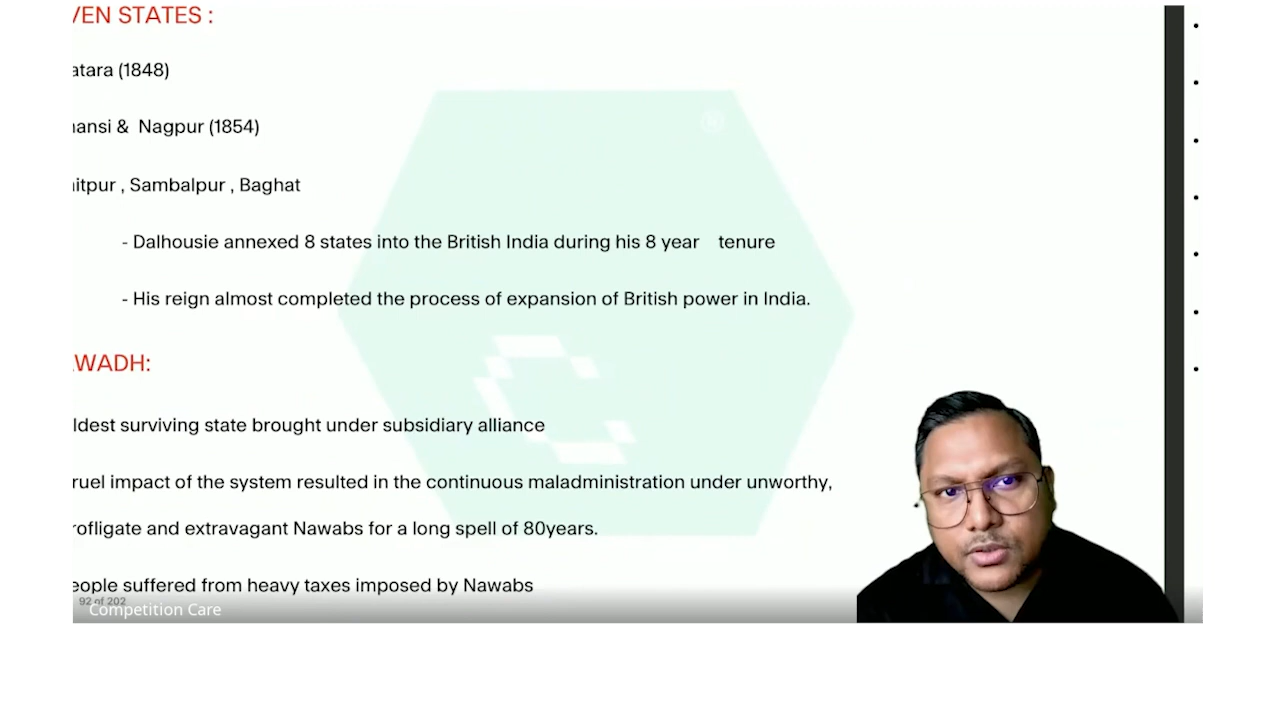 VEN STATES :
atara (1848)
hansi & Nagpur (1854)
aitpur , Sambalpur , Baghat
- Dalhousie annexed 8 states into the British India during his 8 year tenure
- His reign almost completed the process of expansion of British power in India.
AWADH:
ldest surviving state brought under subsidiary alliance
ruel impact of the system resulted in the continuous maladministration under unworthy,
rofligate and extravagant Nawabs for a long spell of 80years.
eople suffered from heavy taxes imposed by Nawabs
92 of 202
Competition Care